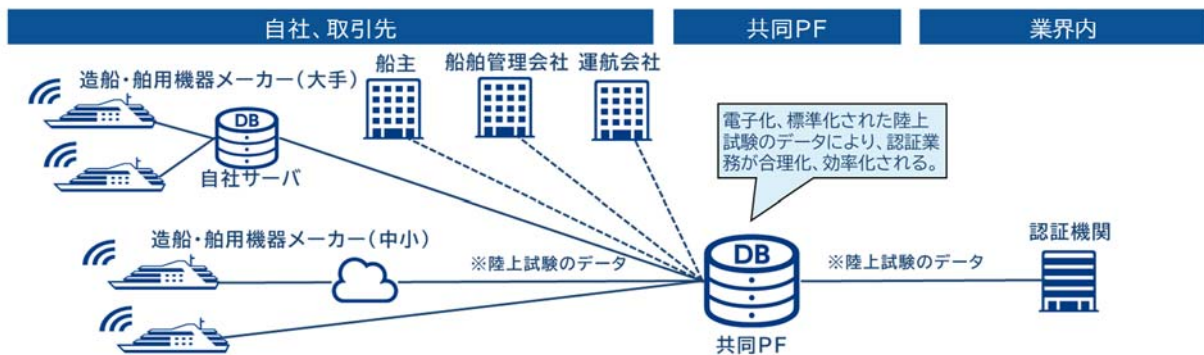 自社、取引先
共同PF
業界内
船主
船舶管理会社
運航会社
造船・舶用機器メーカー(大手)
DB
自社サーバ
電子化、標準化された陸上
試験のデータにより、認証業
務が合理化、効率化される。
造船・舶用機器メーカー(中小)
※陸上試験のデータ
DB
※陸上試験のデータ
認証機関
共同PF